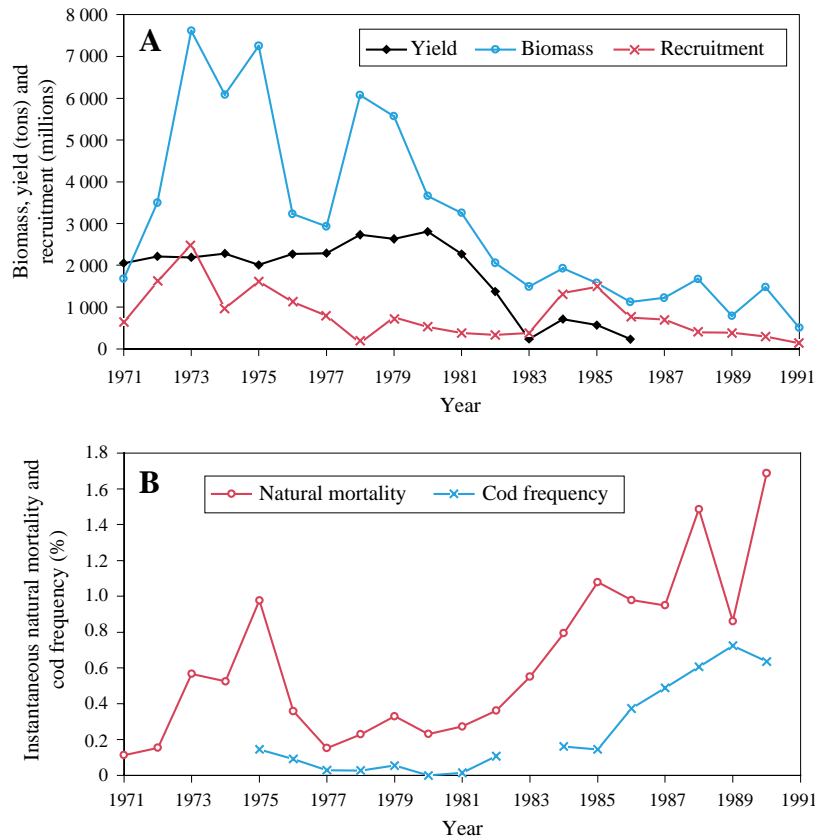 A
Yield Biomass Recruitment
Biomass, yield (tons) and
recruitment (millions)
8 000
7 000
6 000
5 000
4 000
3 000
2 000
1 000
0
1971 1973 1975 1977 1979 1981 1983 1985 1987 1989 1991
Year
B
Natural mortality Cod frequency
Instantaneous natural mortality and
cod frequency (%)
1.8
1.6
1.4
1.2
1.0
0.8
0.6
0.4
0.2
0
1971 1973 1975 1977 1979 1981 1983 1985 1987 1989 1991
Year